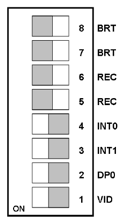 8 BRT
7 BRT
6 REC
5 REC
4 INT0
3 INT1
2 DP0
1 VID
ON